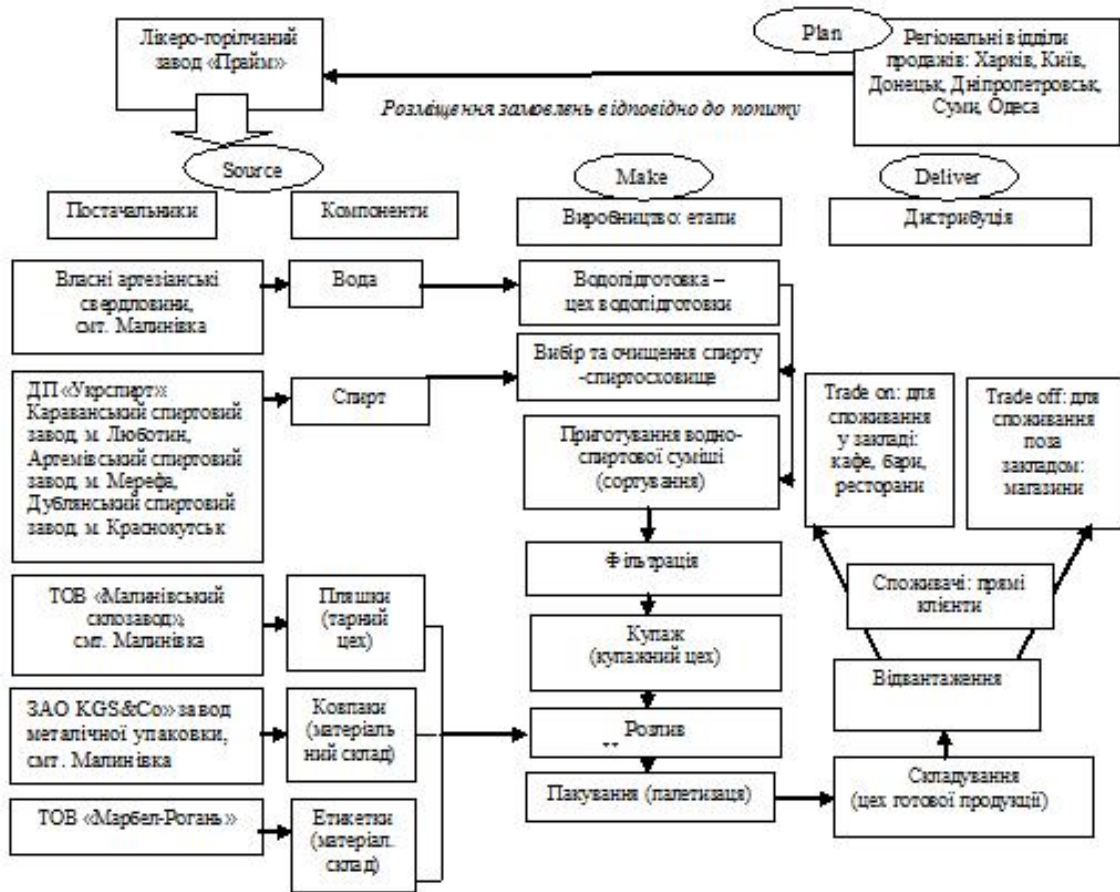 Лікеро-горілчаний
завод «Прайм»
Plan
Регіональні відділи
продажів: Харків, Київ,
Донецьк, Дніпропетровськ,
Суми, Одеса
Розміщення замовлень відповідно до попиту
Source
Make
Deliver
Постачальники
Компоненти
Виробництво: етапи
Дистрибуція
Власні артезіанські
свердловини,
смт. Малинівка
Вода
Водопідготовка –
цех водопідготовки
ДП «Укрспирт»:
Караванський спиртовий
завод, м. Люботин,
Артемівський спиртовий
завод, м. Мерефа,
Дублянський спиртовий
завод, м. Краснокутськ
Спирт
Вибір та очищення спирту
-спиртосховище
Приготування водно-
спиртової суміші
(сортування)
Trade on: для
споживання
у закладі:
кафе, бари,
ресторани
Trade off: для
споживання
поза
закладом:
магазини
Фільтрація
ТОВ «Малинівський
склозавод»,
смт. Малинівка
Пляшки
(тарний
цех)
Купаж
(купажний цех)
Споживачі: прямі
клієнти
Відвантаження
ЗАО KGS&Co» завод
металічної упаковки,
смт. Малинівка
Ковпаки
(матеріаль
ний склад)
Розлив
Пакування (палетизаця)
Складування
(цех готової продукції)
ТОВ «Марбел-Рогань»
Етикетки
(матеріал.
склад)